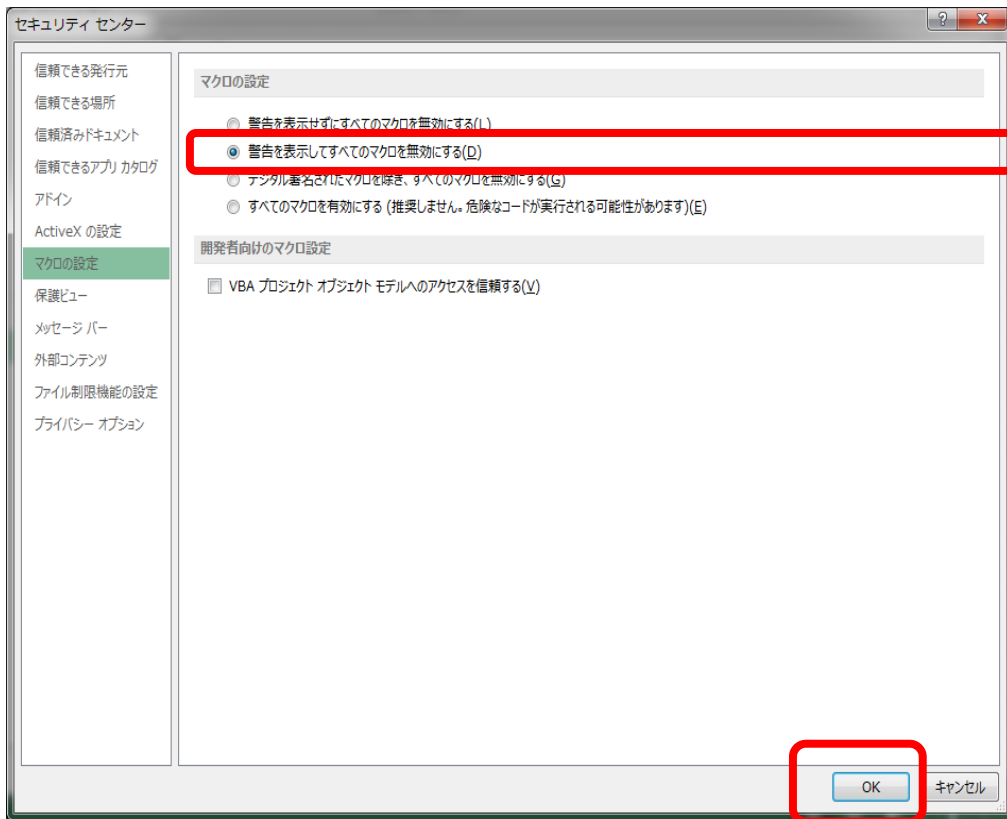 セキュリティ センター
信頼できる発行元
信頼できる場所
信頼済みドキュメント
信頼できるアプリ カタログ
アドイン
ActiveX の設定
マクロの設定
保護ビュー
メッセージ バー
外部コンテンツ
ファイル制限機能の設定
プライバシー オプション
マクロの設定
警告を表示せずにすべてのマクロを無効にする(L)
警告を表示してすべてのマクロを無効にする(D)
デジタル署名されたマクロを除き、すべてのマクロを無効にする(G)
すべてのマクロを有効にする (推奨しません。危険なコードが実行される可能性があります)(E)
開発者向けのマクロ設定
VBA プロジェクト オブジェクト モデルへのアクセスを信頼する(V)
OK
キャンセル